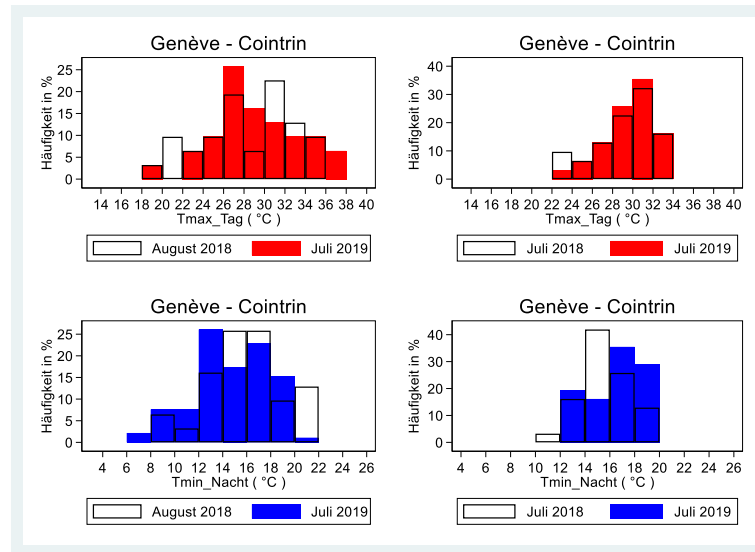 Genève - Cointrin
Häufigkeit in %
25
20
15
10
5
0
14 16 18 20 22 24 26 28 30 32 34 36 38 40
Tmax_Tag ( °C )
August 2018 Juli 2019
Genève - Cointrin
Häufigkeit in %
40
30
20
10
0
14 16 18 20 22 24 26 28 30 32 34 36 38 40
Tmax_Tag ( °C )
Juli 2018 Juli 2019
Genève - Cointrin
Häufigkeit in %
25
20
15
10
5
0
4 6 8 10 12 14 16 18 20 22 24 26
Tmin_Nacht ( °C )
August 2018 Juli 2019
Genève - Cointrin
Häufigkeit in %
40
30
20
10
0
4 6 8 10 12 14 16 18 20 22 24 26
Tmin_Nacht ( °C )
Juli 2018 Juli 2019